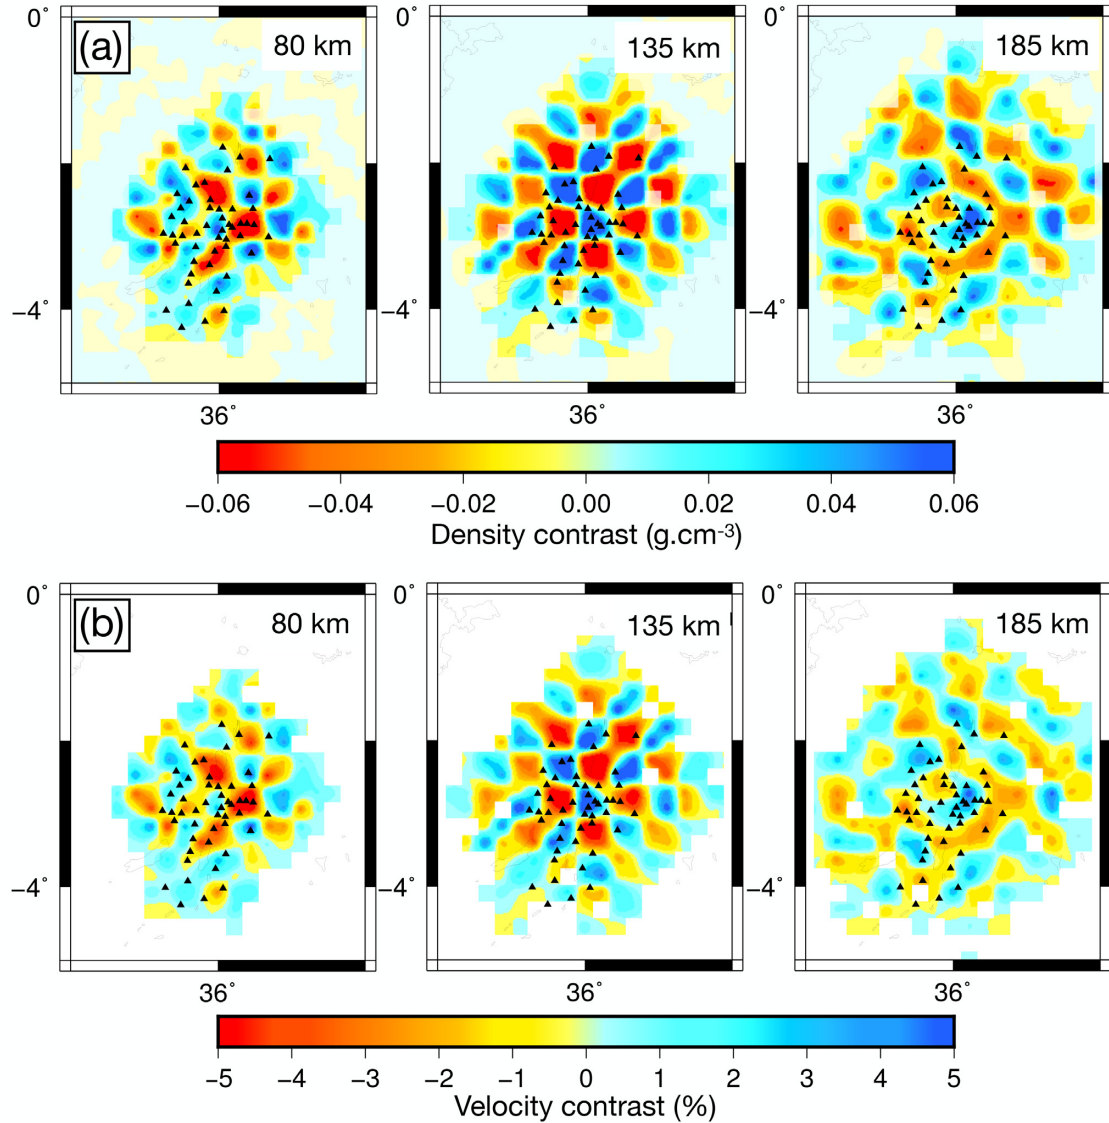 (a) 80 km 135 km 185 km
0° 0° 0°
−4° −4° −4°
36° 36° 36°
−0.06 −0.04 −0.02 0.00 0.02 0.04 0.06
Density contrast (g.cm-3)
(b) 80 km 135 km 185 km
0° 0° 0°
−4° −4° −4°
36° 36° 36°
−5 −4 −3 −2 −1 0 1 2 3 4 5
Velocity contrast (%)